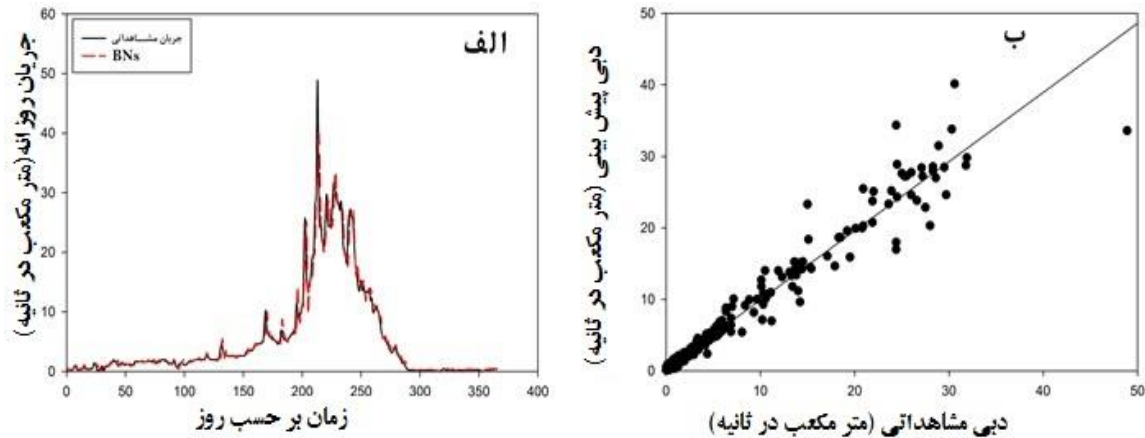 الف
جریان مشاهداتی
BNs
جریان روزانه(متر مکعب در ثانیه)
60
50
40
30
20
10
0
0 50 100 150 200 250 300 350 400
زمان بر حسب روز
ب
دبی پیش بینی (متر مکعب در ثانیه)
50
40
30
20
10
0
0 10 20 30 40 50
دبی مشاهداتی (متر مکعب در ثانیه)